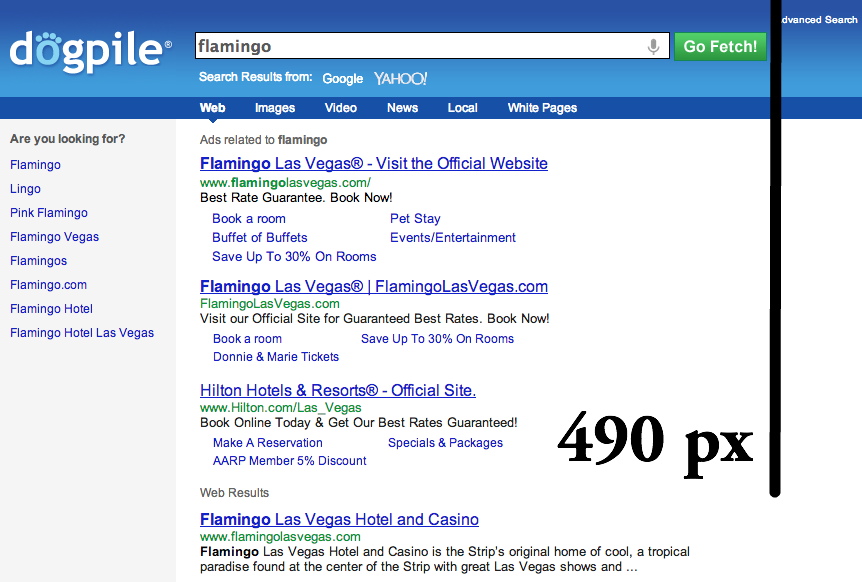 dvanced Search
dogpile®
flamingo
Go Fetch!
Search Results from: Google YAHOO!
Web Images Video News Local White Pages
Are you looking for?
Flamingo
Lingo
Pink Flamingo
Flamingo Vegas
Flamingos
Flamingo.com
Flamingo Hotel
Flamingo Hotel Las Vegas
Ads related to flamingo
Flamingo Las Vegas® - Visit the Official Website
www.flamingolasvegas.com/
Best Rate Guarantee. Book Now!
Book a room Pet Stay
Buffet of Buffets Events/Entertainment
Save Up To 30% On Rooms
Flamingo Las Vegas® | FlamingoLasVegas.com
FlamingoLasVegas.com
Visit our Official Site for Guaranteed Best Rates. Book Now!
Book a room Save Up To 30% On Rooms
Donnie & Marie Tickets
Hilton Hotels & Resorts® - Official Site.
www.Hilton.com/Las_Vegas
Book Online Today & Get Our Best Rates Guaranteed!
Make A Reservation Specials & Packages
AARP Member 5% Discount
490 px
Web Results
Flamingo Las Vegas Hotel and Casino
www.flamingolasvegas.com
Flamingo Las Vegas Hotel and Casino is the Strip's original home of cool, a tropical
paradise found at the center of the Strip with great Las Vegas shows and ...